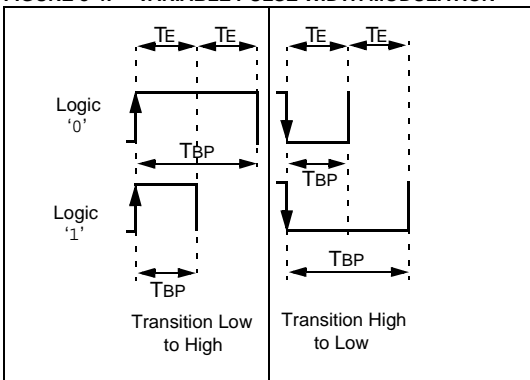 TE TE TE TE
Logic
‘0’
TBP
TBP
Logic
‘1’
TBP
TBP
Transition Low
to High
Transition High
to Low